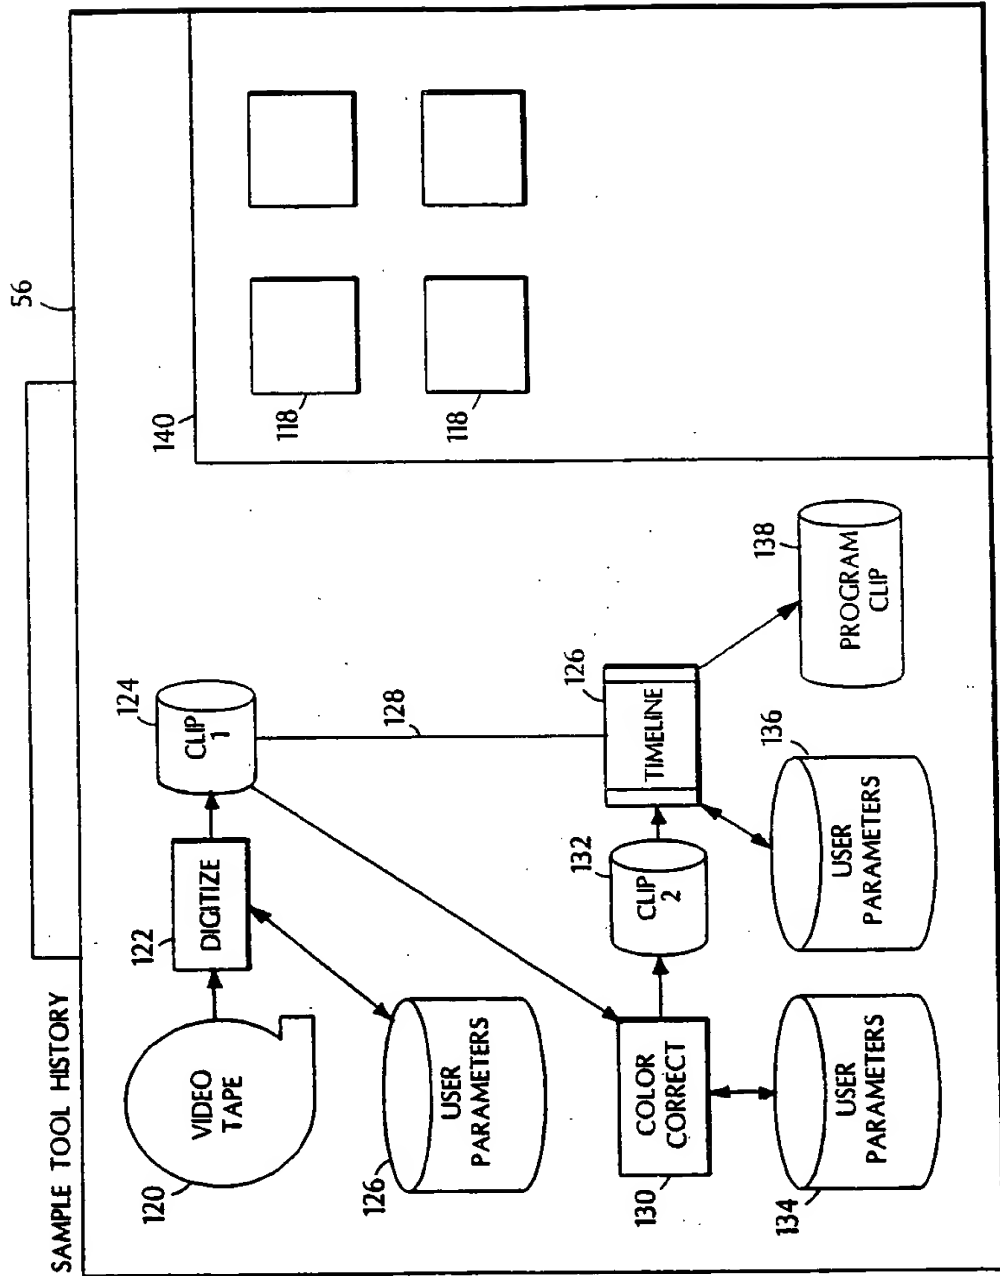 SAMPLE TOOL HISTORY
56
120
VIDEO
TAPE
122
DIGITIZE
124
CLIP
1
140
118
118
126
USER
PARAMETERS
128
130
COLOR
CORRECT
132
CLIP
2
126
TIMELINE
134
USER
PARAMETERS
136
USER
PARAMETERS
138
PROGRAM
CLIP